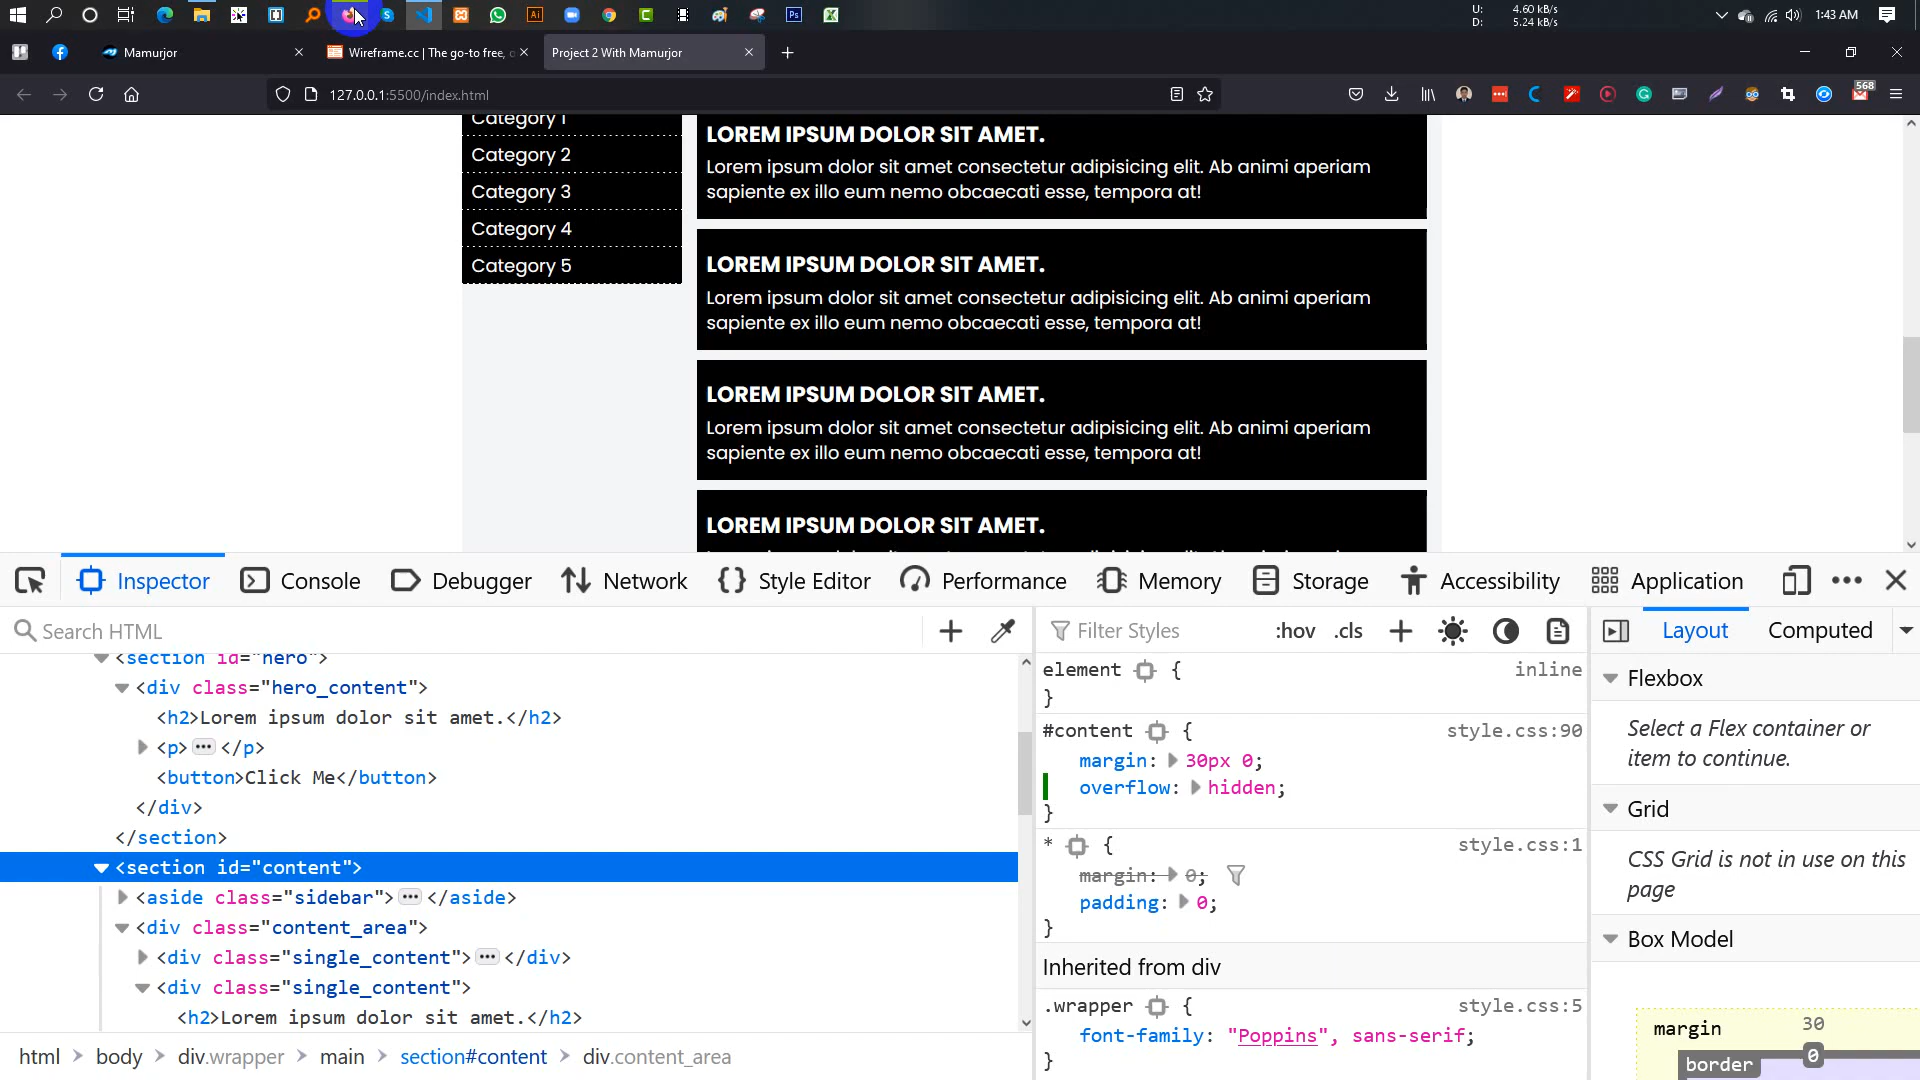 U: 4.60 kB/s
D: 5.24 kB/s
1:43 AM
Mamurjor
Wireframe.cc | The go-to free,
Project 2 With Mamurjor
127.0.0.1:5500/index.html
568
Category 1
Category 2
Category 3
Category 4
Category 5
LOREM IPSUM DOLOR SIT AMET.
Lorem ipsum dolor sit amet consectetur adipisicing elit. Ab animi aperiam
sapiente ex illo eum nemo obcaecati esse, tempora at!
LOREM IPSUM DOLOR SIT AMET.
Lorem ipsum dolor sit amet consectetur adipisicing elit. Ab animi aperiam
sapiente ex illo eum nemo obcaecati esse, tempora at!
LOREM IPSUM DOLOR SIT AMET.
Lorem ipsum dolor sit amet consectetur adipisicing elit. Ab animi aperiam
sapiente ex illo eum nemo obcaecati esse, tempora at!
LOREM IPSUM DOLOR SIT AMET.
Inspector Console Debugger Network Style Editor Performance Memory Storage Accessibility Application
Search HTML
<section id="hero">
<div class="hero_content">
<h2>Lorem ipsum dolor sit amet.</h2>
<p> ••• </p>
<button>Click Me</button>
</div>
</section>
<section id="content">
<aside class="sidebar"> ••• </aside>
<div class="content_area">
<div class="single_content"> ••• </div>
<div class="single_content">
<h2>Lorem ipsum dolor sit amet.</h2>
html body div.wrapper main section#content div.content_area
Filter Styles :hov .cls
element { inline
}
#content { style.css:90
margin: 30px 0;
overflow: hidden;
}
* { style.css:1
margin: 0;
padding: 0;
}
Inherited from div
.wrapper { style.css:5
font-family: "Poppins", sans-serif;
}
Layout Computed
Flexbox
Select a Flex container or
item to continue.
Grid
CSS Grid is not in use on this
page
Box Model
margin 30
border 0